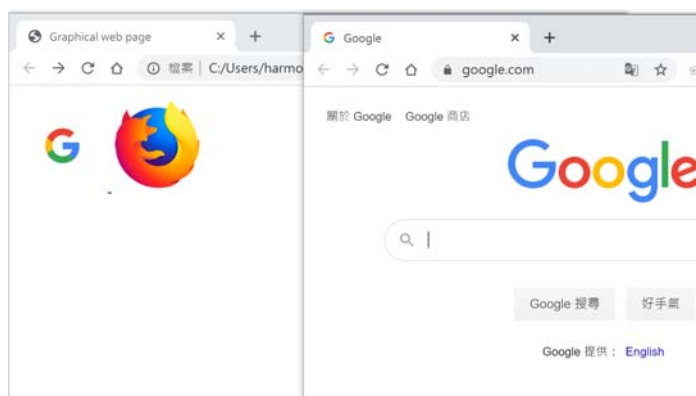 Graphical web page
檔案 | C:/Users/harmo
Google
google.com
關於 Google Google 商店
Google
Google 搜尋 好手氣
Google 提供： English